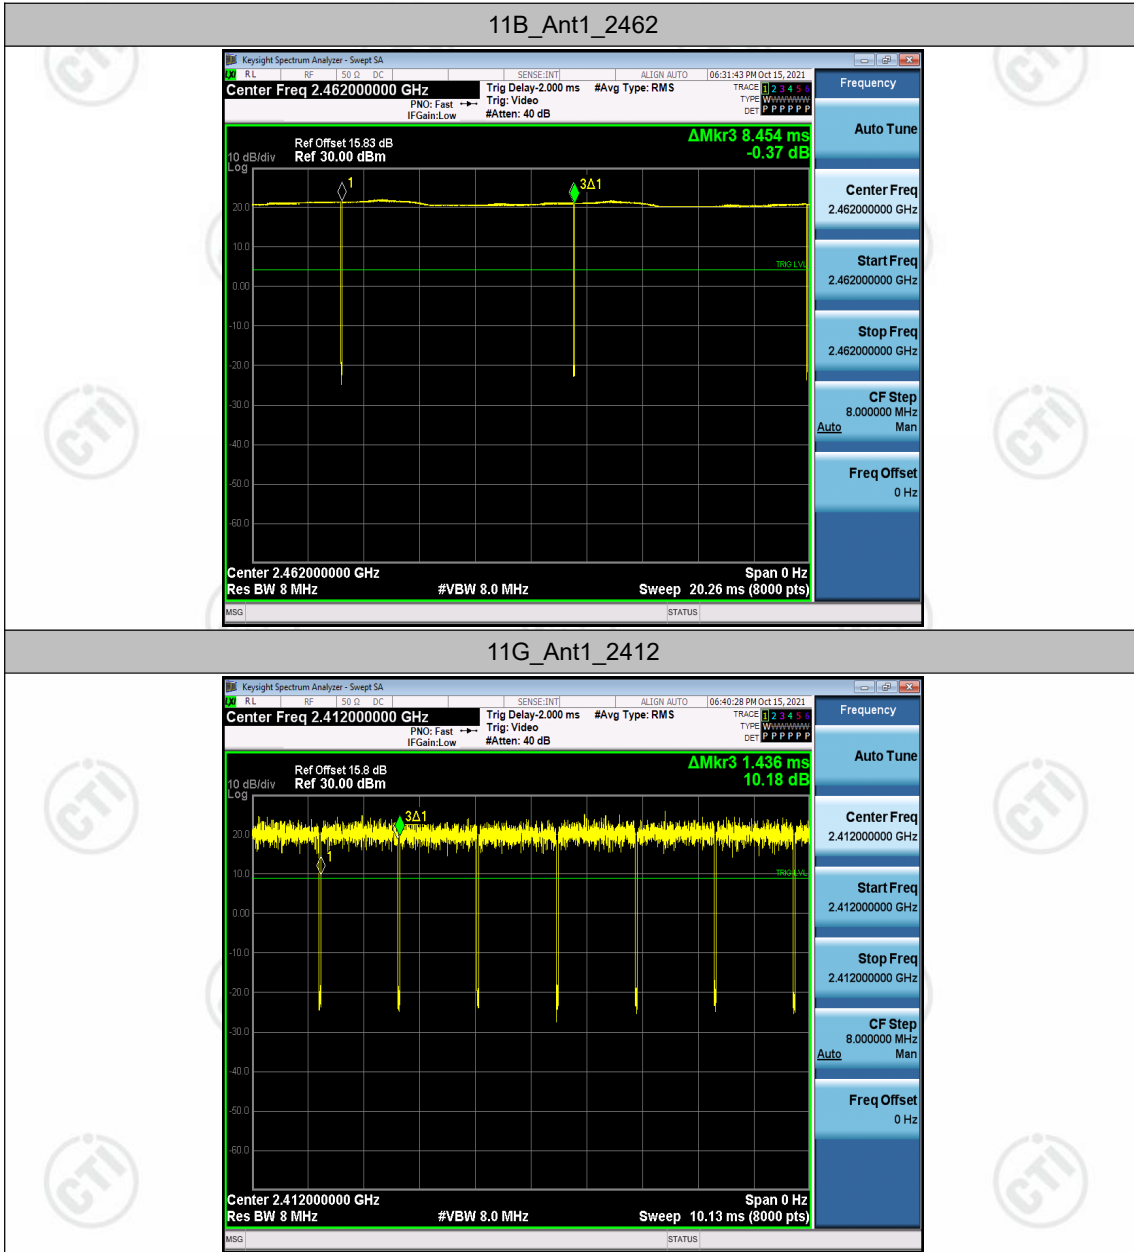 11B_Ant1_2462
Keysight Spectrum Analyzer - Swept SA
LXI RL RF 50 Ω DC SENSE:INT ALIGN AUTO 06:31:43 PM Oct 15, 2021
Center Freq 2.462000000 GHz
PNO: Fast
IFGain:Low
Trig Delay-2.000 ms
Trig: Video
#Atten: 40 dB
#Avg Type: RMS
TRACE 1 2 3 4 5 6
TYPE WWWWWW
DET P P P P P P
Frequency
Auto Tune
Center Freq
2.462000000 GHz
Start Freq
2.462000000 GHz
Stop Freq
2.462000000 GHz
CF Step
8.000000 MHz
Auto Man
Freq Offset
0 Hz
Ref Offset 15.83 dB
10 dB/div Ref 30.00 dBm
Log
ΔMkr3 8.454 ms
-0.37 dB
1
3Δ1
TRIG LVL
20.0
10.0
0.00
-10.0
-20.0
-30.0
-40.0
-50.0
-60.0
Center 2.462000000 GHz Span 0 Hz
Res BW 8 MHz #VBW 8.0 MHz Sweep 20.26 ms (8000 pts)
MSG STATUS
11G_Ant1_2412
Keysight Spectrum Analyzer - Swept SA
LXI RL RF 50 Ω DC SENSE:INT ALIGN AUTO 06:40:28 PM Oct 15, 2021
Center Freq 2.412000000 GHz
PNO: Fast
IFGain:Low
Trig Delay-2.000 ms
Trig: Video
#Atten: 40 dB
#Avg Type: RMS
TRACE 1 2 3 4 5 6
TYPE WWWWWW
DET P P P P P P
Frequency
Auto Tune
Center Freq
2.412000000 GHz
Start Freq
2.412000000 GHz
Stop Freq
2.412000000 GHz
CF Step
8.000000 MHz
Auto Man
Freq Offset
0 Hz
Ref Offset 15.8 dB
10 dB/div Ref 30.00 dBm
Log
ΔMkr3 1.436 ms
10.18 dB
3Δ1
1
TRIG LVL
20.0
10.0
0.00
-10.0
-20.0
-30.0
-40.0
-50.0
-60.0
Center 2.412000000 GHz Span 0 Hz
Res BW 8 MHz #VBW 8.0 MHz Sweep 10.13 ms (8000 pts)
MSG STATUS
CTI
CTI
CTI
CTI
CTI
CTI